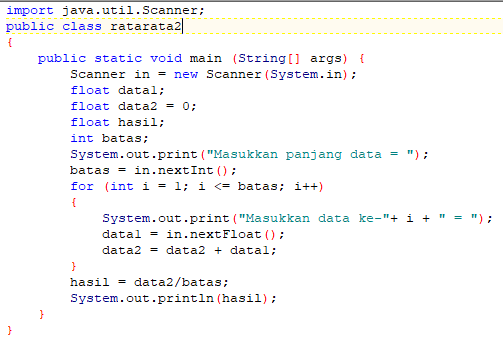 import java.util.Scanner;
public class ratarata2
{
    public static void main (String[] args) {
        Scanner in = new Scanner(System.in);
        float data1;
        float data2 = 0;
        float hasil;
        int batas;
        System.out.print("Masukkan panjang data = ");
        batas = in.nextInt();
        for (int i = 1; i <= batas; i++)
        {
            System.out.print("Masukkan data ke-"+ i + " = ");
            data1 = in.nextFloat();
            data2 = data2 + data1;
        }
        hasil = data2/batas;
        System.out.println(hasil);
    }
}